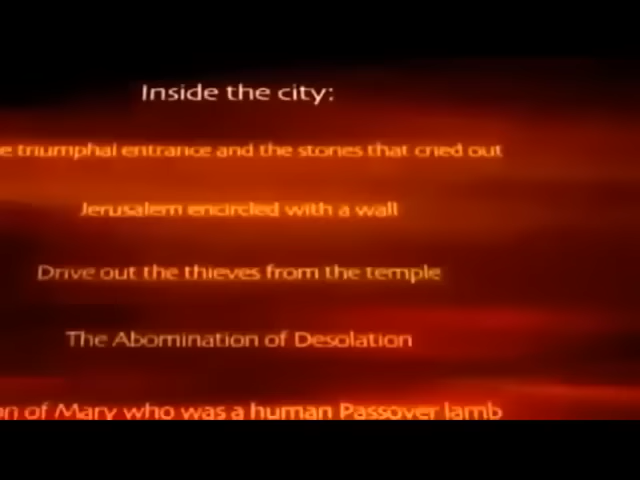 Inside the city:
e triumphal entrance and the stones that cried out
Jerusalem encircled with a wall
Drive out the thieves from the temple
The Abomination of Desolation
on of Mary who was a human Passover lamb